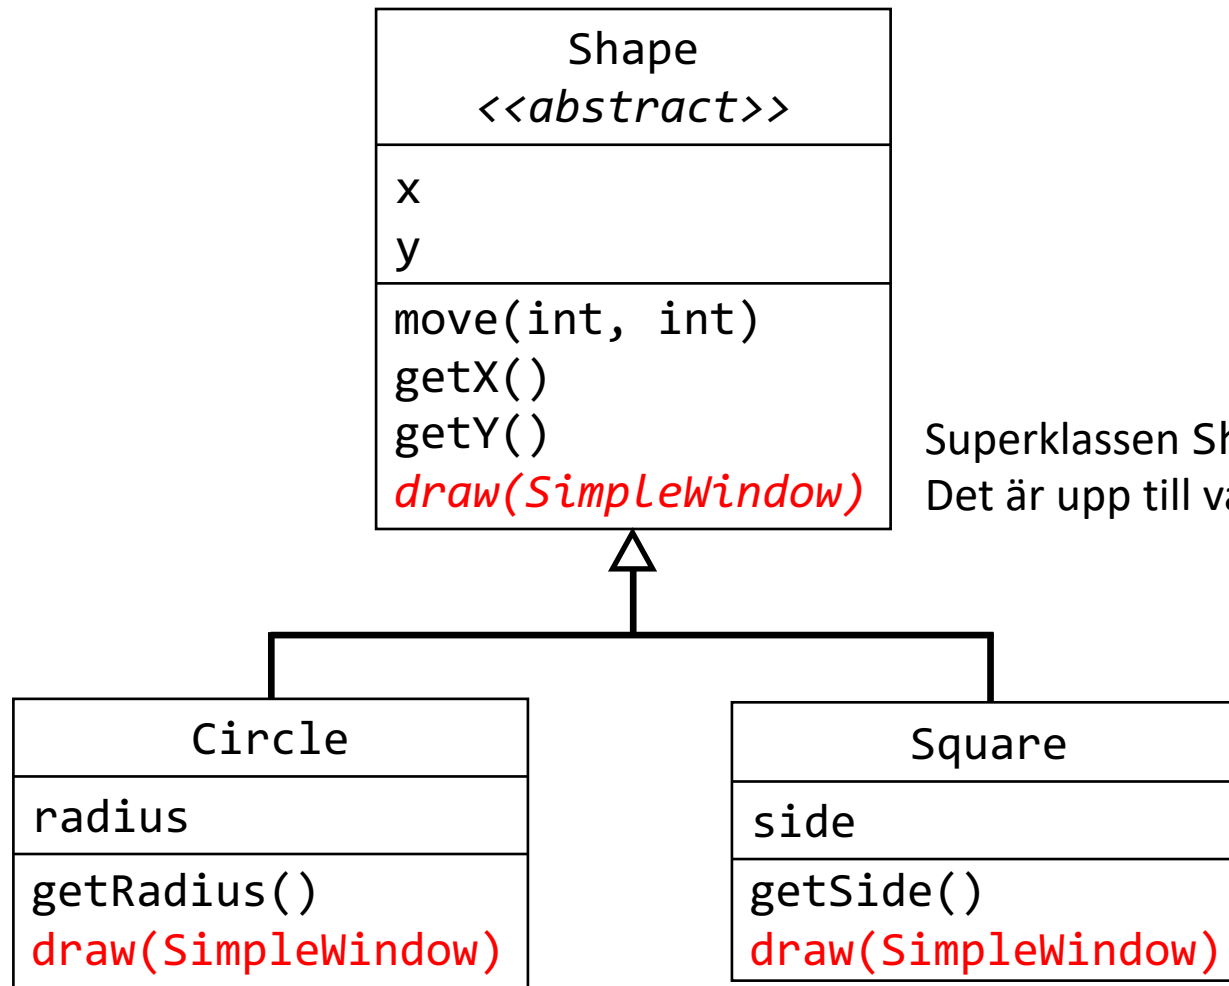 Shape
<<abstract>>
x
y
move(int, int)
getX()
getY()
draw(SimpleWindow)
Superklassen
Det är upp till
Circle
radius
getRadius()
draw(SimpleWindow)
Square
side
getSide()
draw(SimpleWindow)